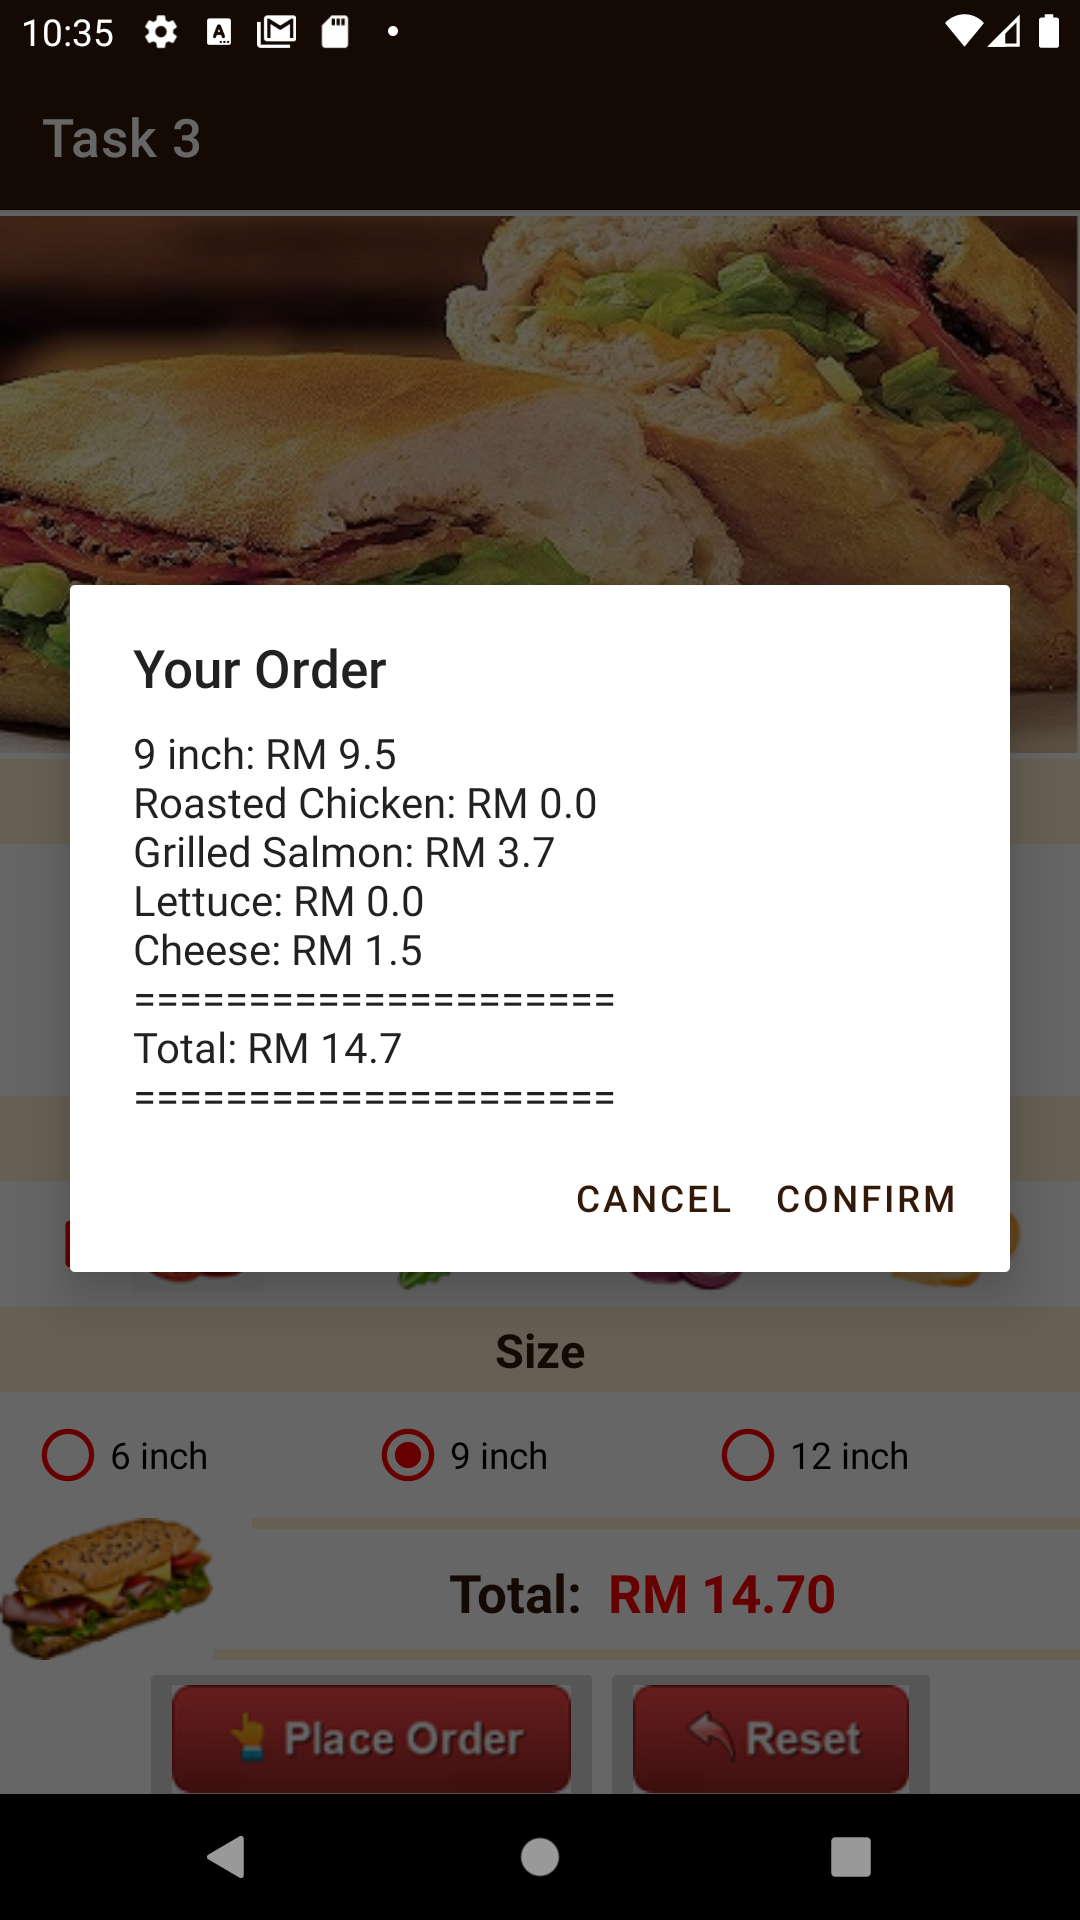 10:35
Task 3
Your Order
9 inch: RM 9.5
Roasted Chicken: RM 0.0
Grilled Salmon: RM 3.7
Lettuce: RM 0.0
Cheese: RM 1.5
=====================
Total: RM 14.7
=====================
CANCEL CONFIRM
Size
6 inch 9 inch 12 inch
Total: RM 14.70
Place Order Reset